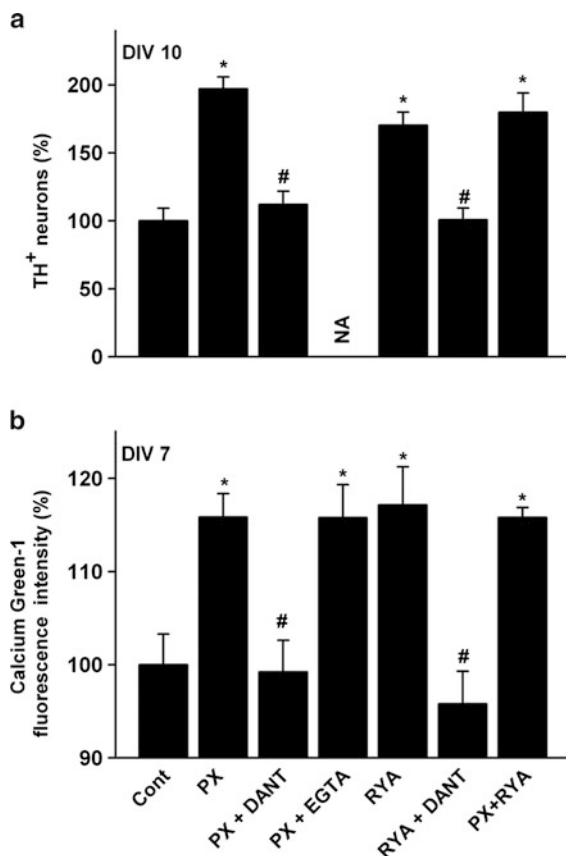 a
DIV 10
TH+ neurons (%)
200
150
100
50
0
*
#
NA
*
#
*
b
DIV 7
Calcium Green-1
fluorescence intensity (%)
120
110
100
90
*
#
*
*
#
*
Cont
PX
PX + DANT
PX + EGTA
RYA
RYA + DANT
PX+RYA